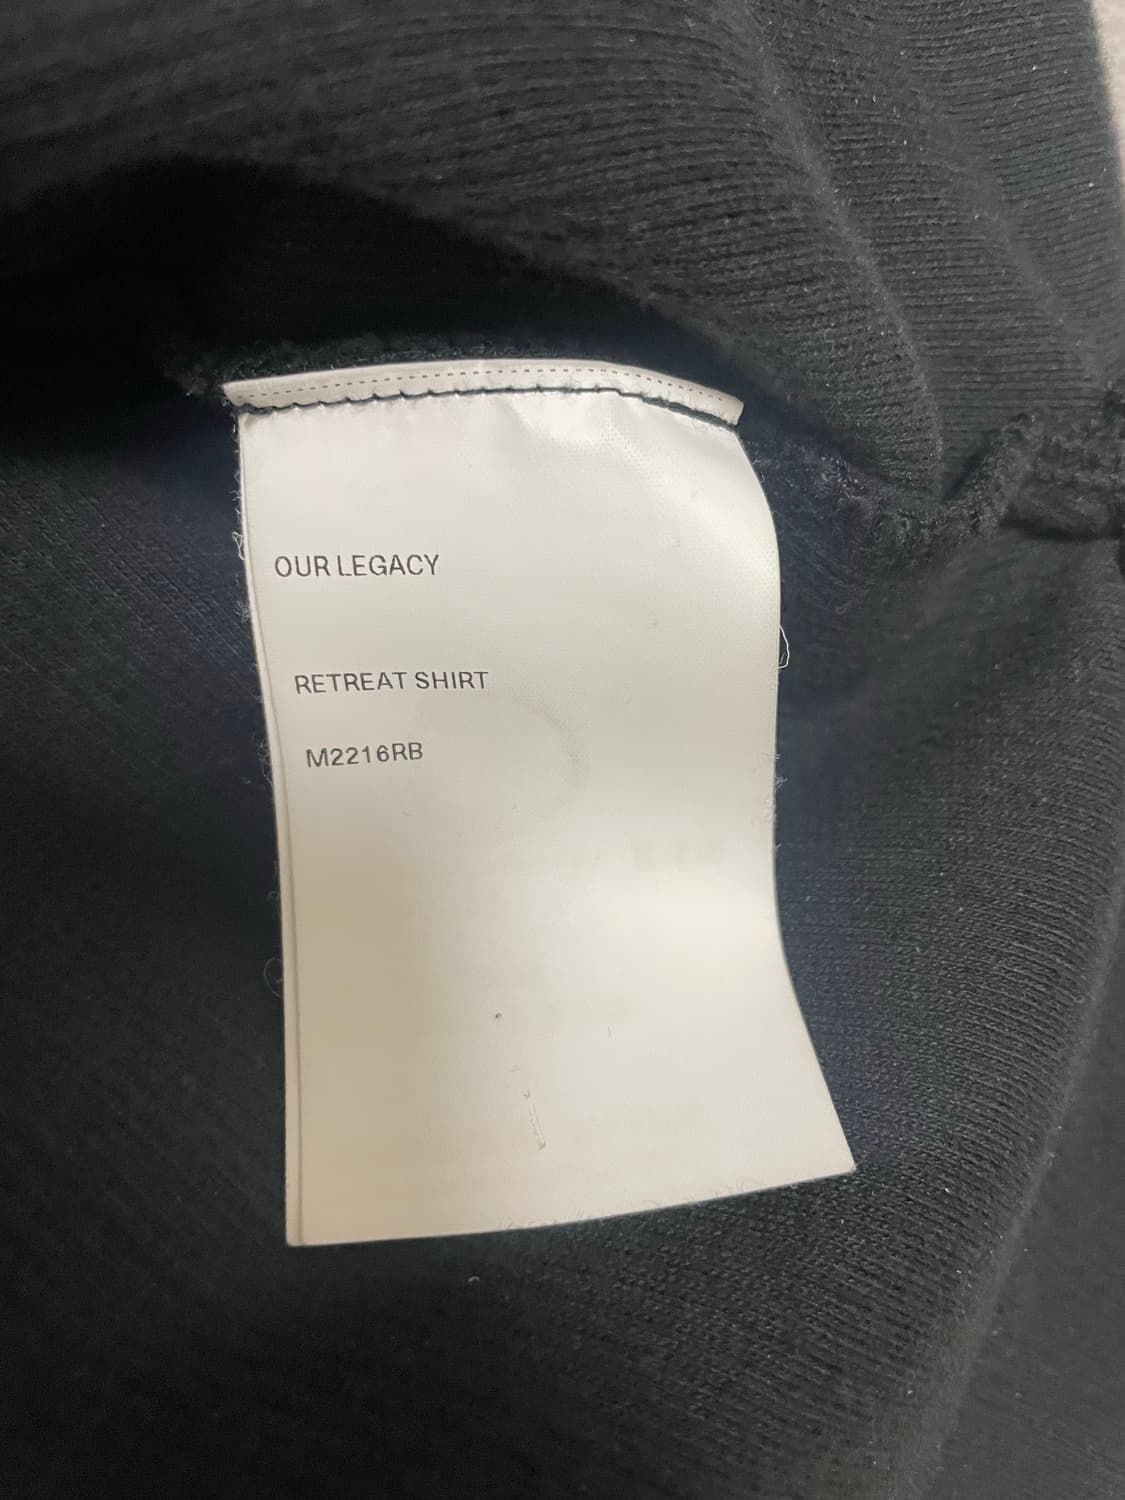 OUR LEGACY
RETREAT SHIRT
M2216RB